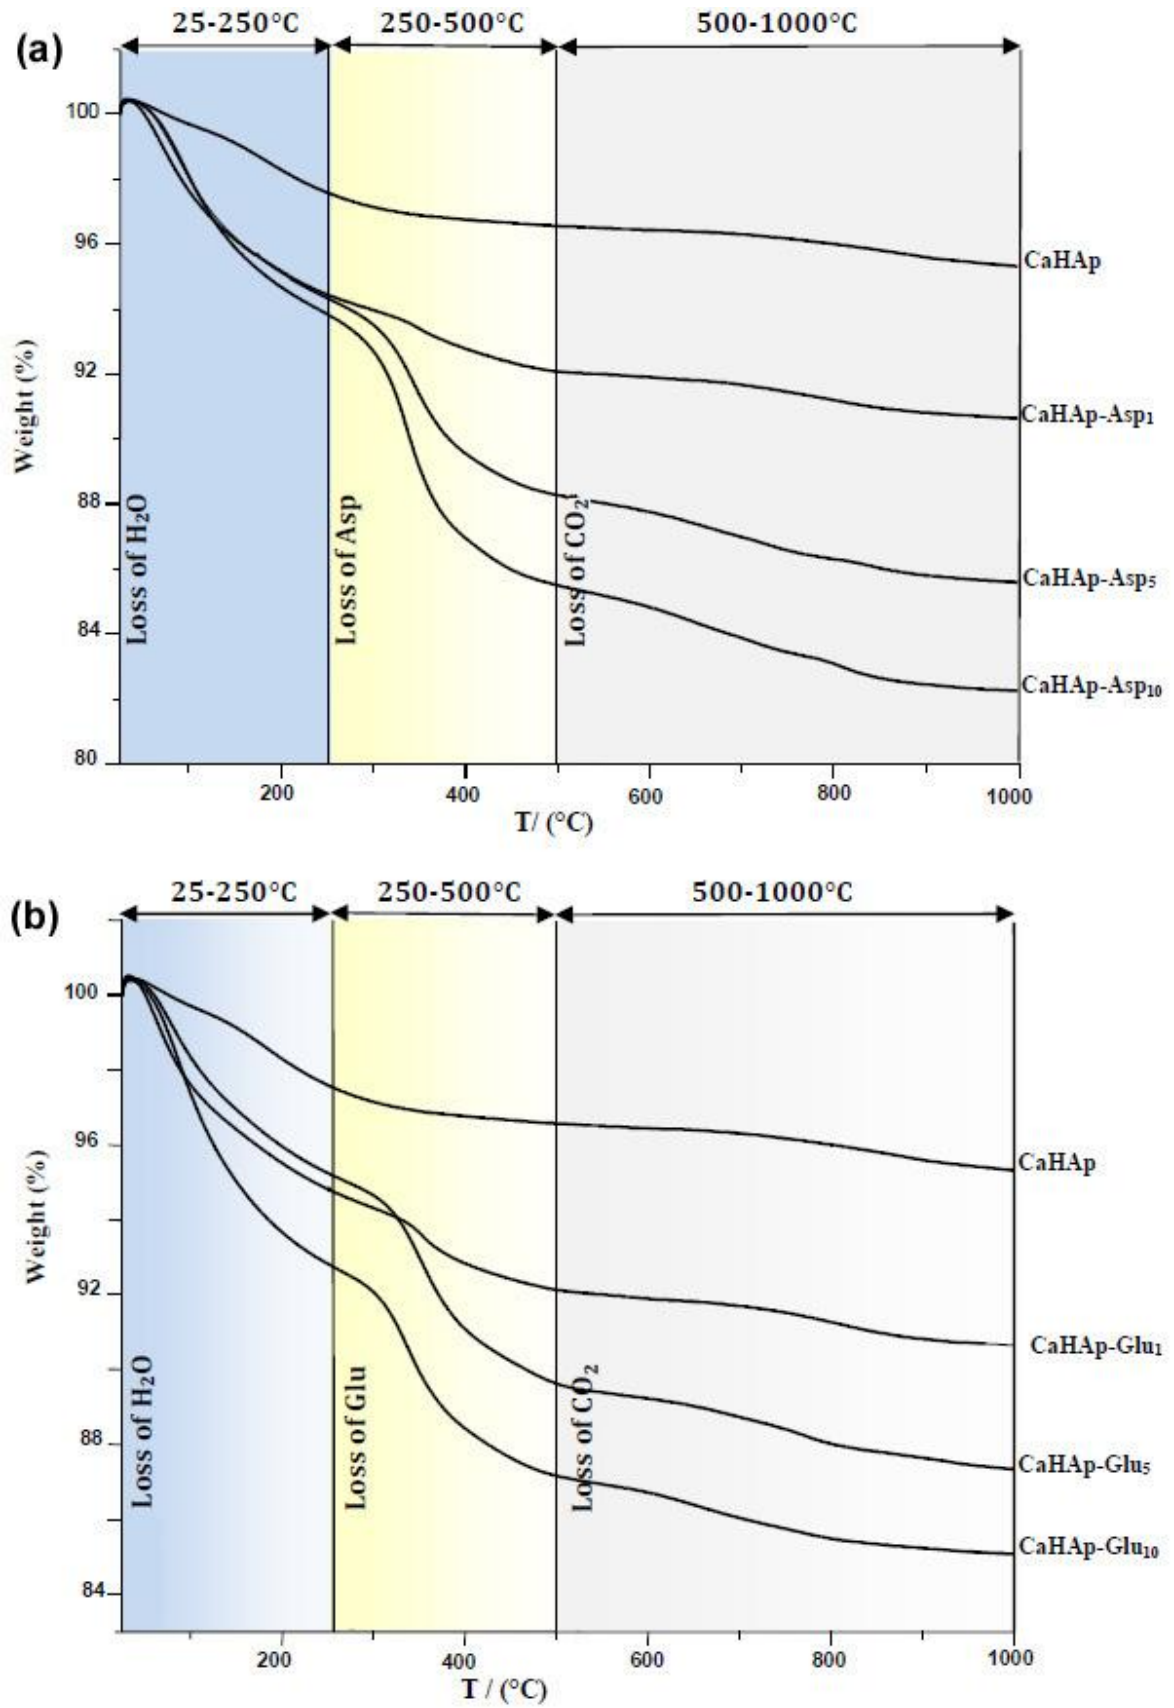 (a)
25-250°C 250-500°C 500-1000°C
100
96
92
88
84
80
Weight (%)
Loss of H₂O
Loss of Asp
Loss of CO₂
CaHAp
CaHAp-Asp₁
CaHAp-Asp₅
CaHAp-Asp₁₀
200 400 600 800 1000
T/ (°C)
(b)
25-250°C 250-500°C 500-1000°C
100
96
92
88
84
Weight (%)
Loss of H₂O
Loss of Glu
Loss of CO₂
CaHAp
CaHAp-Glu₁
CaHAp-Glu₅
CaHAp-Glu₁₀
200 400 600 800 1000
T / (°C)